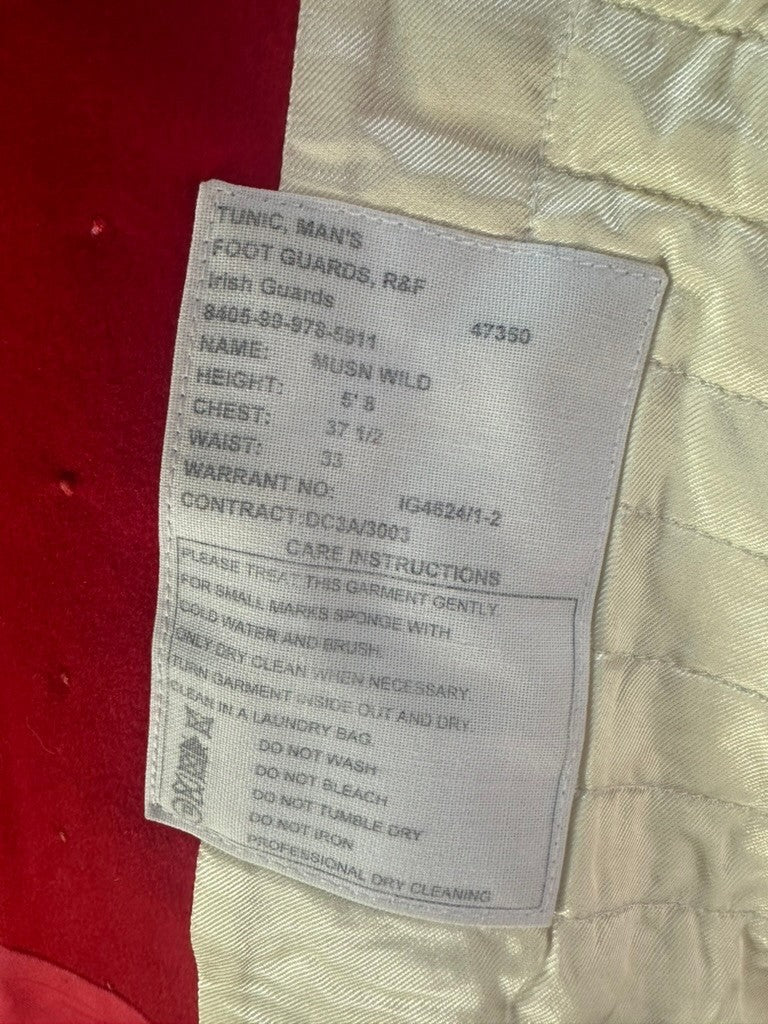 TUNIC, MAN'S
FOOT GUARDS, R&F
Irish Guards
8405-99-978-5911 47350
NAME: MUSN WILD
HEIGHT: 5' 8
CHEST: 37 1/2
WAIST: 33
WARRANT NO: IG4624/1-2
CONTRACT:DC3A/3003
CARE INSTRUCTIONS
PLEASE TREAT THIS GARMENT GENTLY
FOR SMALL MARKS SPONGE WITH
COLD WATER AND BRUSH.
ONLY DRY CLEAN WHEN NECESSARY.
TURN GARMENT INSIDE OUT AND DRY
CLEAN IN A LAUNDRY BAG.
DO NOT WASH
DO NOT BLEACH
DO NOT TUMBLE DRY
DO NOT IRON
PROFESSIONAL DRY CLEANING